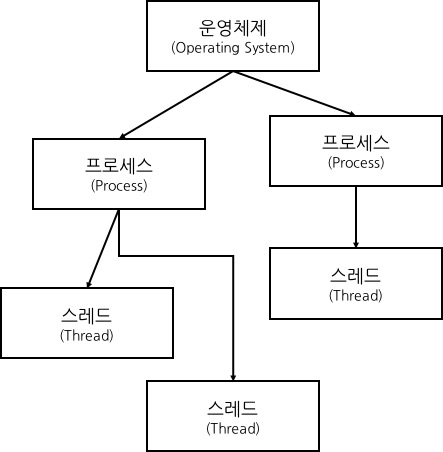 운영체제
(Operating System)
프로세스
(Process)
프로세스
(Process)
스레드
(Thread)
스레드
(Thread)
스레드
(Thread)